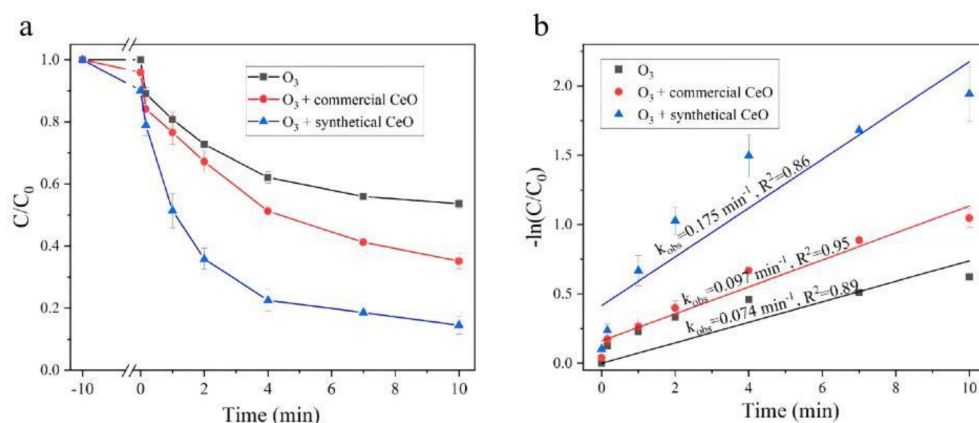 a
C/C₀
1.0
0.8
0.6
0.4
0.2
0.0
-10
0
2
4
6
8
10
Time (min)
O₃
O₃ + commercial CeO
O₃ + synthetical CeO
b
-ln(C/C₀)
2.0
1.5
1.0
0.5
0.0
0
2
4
6
8
10
Time (min)
O₃
O₃ + commercial CeO
O₃ + synthetical CeO
k_obs=0.175 min⁻¹, R²=0.86
k_obs=0.097 min⁻¹, R²=0.95
k_obs=0.074 min⁻¹, R²=0.89